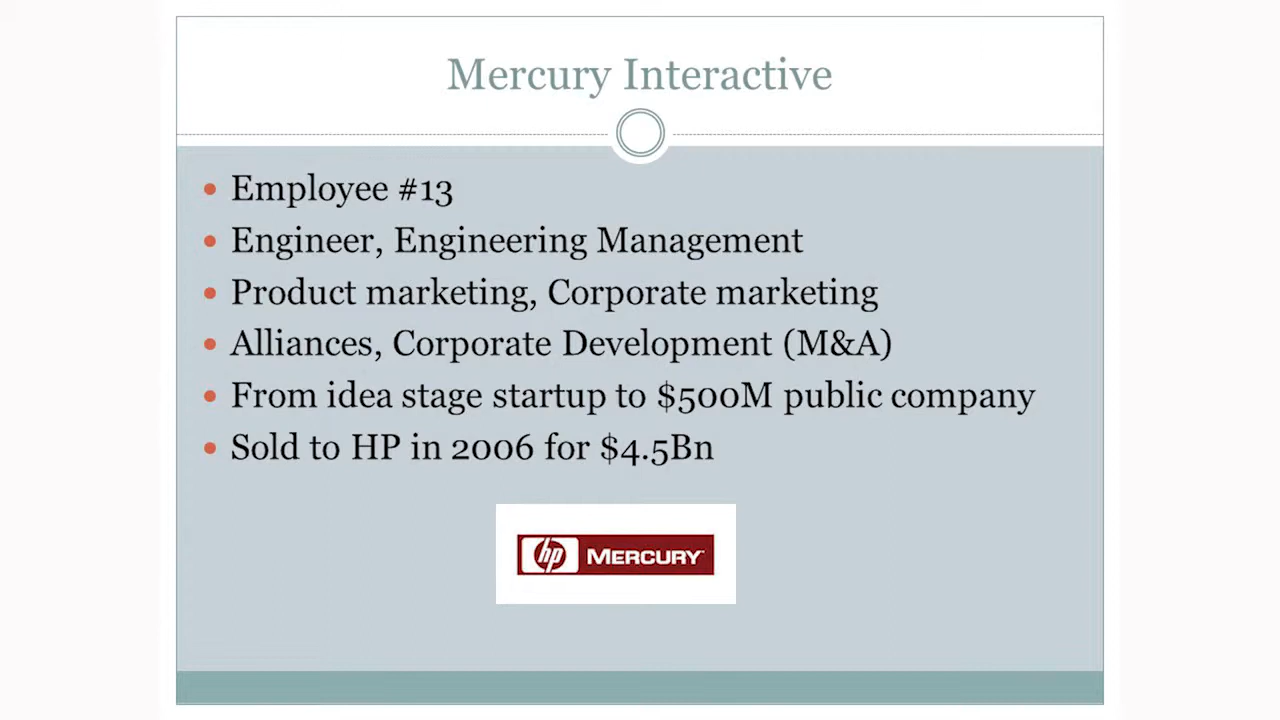 Mercury Interactive
• Employee #13
• Engineer, Engineering Management
• Product marketing, Corporate marketing
• Alliances, Corporate Development (M&A)
• From idea stage startup to $500M public company
• Sold to HP in 2006 for $4.5Bn
hp MERCURY